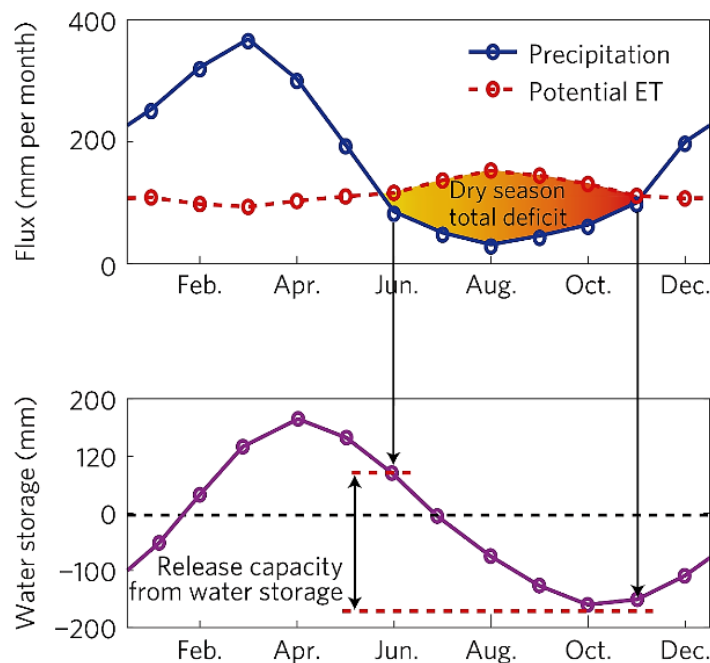 400
Precipitation
Potential ET
200
Flux (mm per month)
Dry season
total deficit
0
Feb. Apr. Jun. Aug. Oct. Dec.
200
120
0
Water storage (mm)
Release capacity
from water storage
−100
−200
Feb. Apr. Jun. Aug. Oct. Dec.